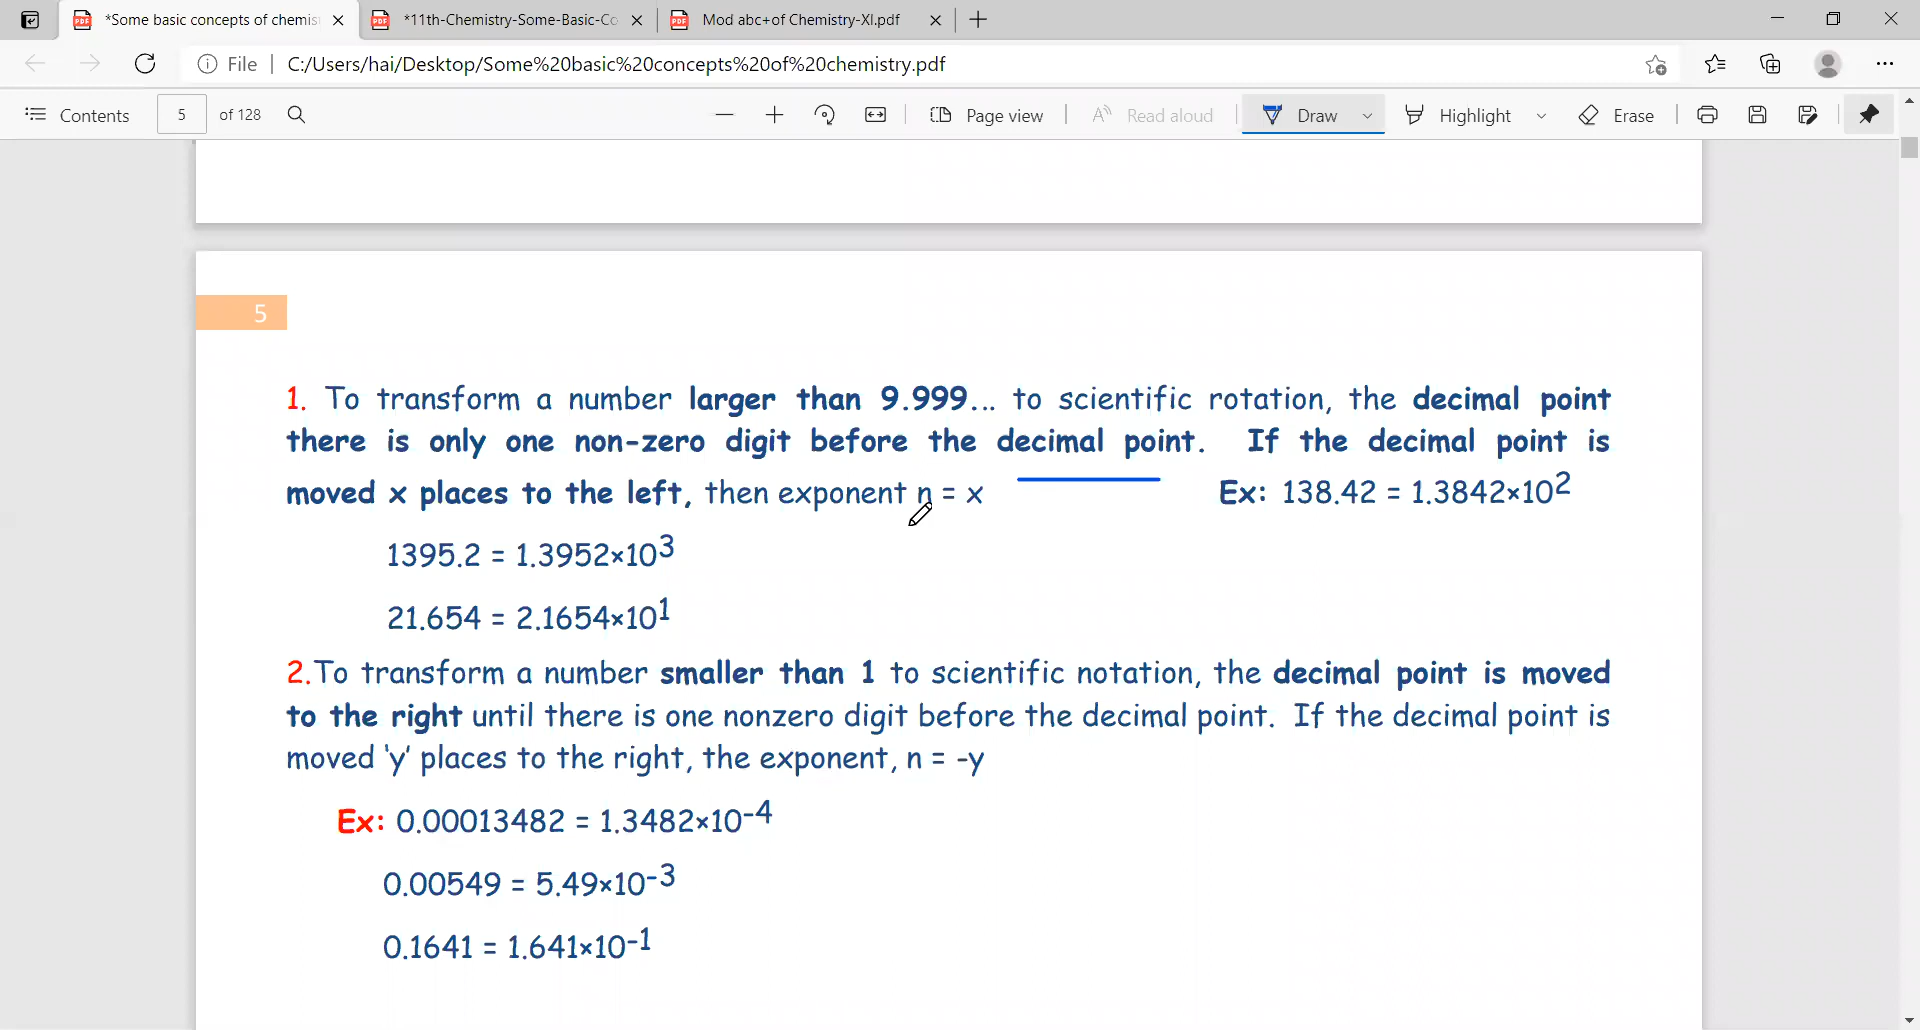 *Some basic concepts of chemis
*11th-Chemistry-Some-Basic-Co
Mod abc+of Chemistry-XI.pdf
File
C:/Users/hai/Desktop/Some%20basic%20concepts%20of%20chemistry.pdf
Contents 5 of 128 Page view Read aloud Draw Highlight Erase
5
1. To transform a number larger than 9.999... to scientific rotation, the decimal point
there is only one non-zero digit before the decimal point. If the decimal point is
moved x places to the left, then exponent n = x Ex: 138.42 = 1.3842×10²
1395.2 = 1.3952×10³
21.654 = 2.1654×10¹
2.To transform a number smaller than 1 to scientific notation, the decimal point is moved
to the right until there is one nonzero digit before the decimal point. If the decimal point is
moved 'y' places to the right, the exponent, n = -y
Ex: 0.00013482 = 1.3482×10⁻⁴
0.00549 = 5.49×10⁻³
0.1641 = 1.641×10⁻¹